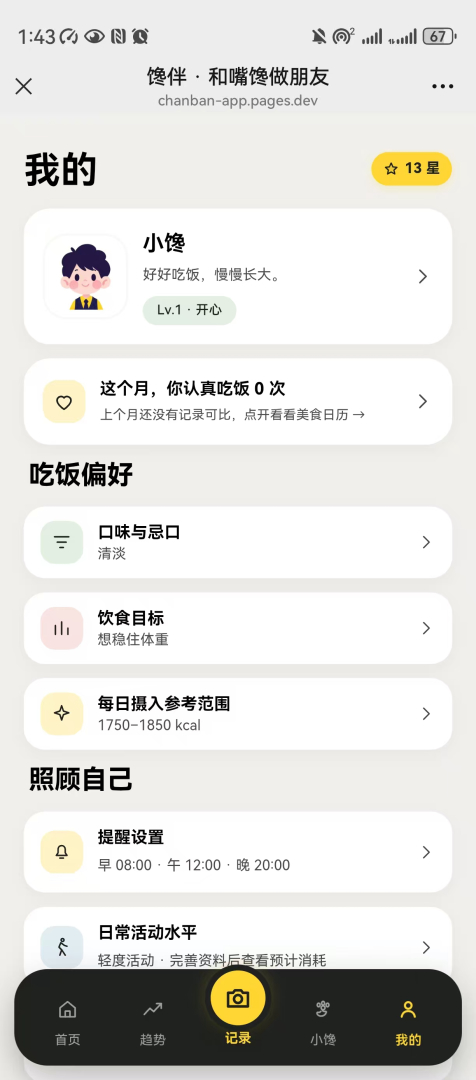 1:43
2
67
馋伴 · 和嘴馋做朋友
chanban-app.pages.dev
我的
13 星
小馋
好好吃饭，慢慢长大。
Lv.1 · 开心
这个月，你认真吃饭 0 次
上个月还没有记录可比，点开看看美食日历 →
吃饭偏好
口味与忌口
清淡
饮食目标
想稳住体重
每日摄入参考范围
1750–1850 kcal
照顾自己
提醒设置
早 08:00 · 午 12:00 · 晚 20:00
日常活动水平
轻度活动 · 完善资料后查看预计消耗
首页
趋势
记录
小馋
我的